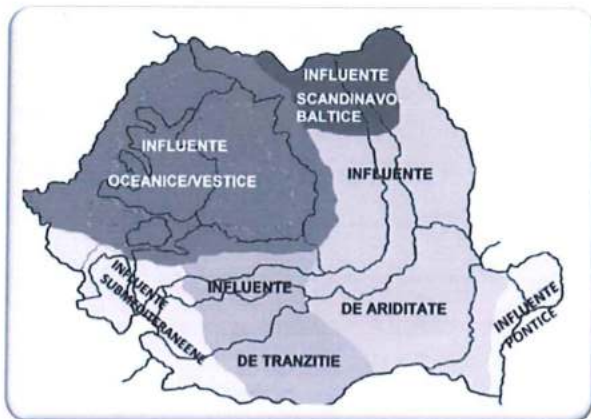 INFLUENTE
SCANDINAVO
BALTICE
INFLUENTE
OCEANICE/VESTICE
INFLUENTE
DE ARIDITATE
INFLUENTE
SUBMEDITERANEENE
INFLUENTE
DE TRANZITIE
INFLUENTE
PONTICE